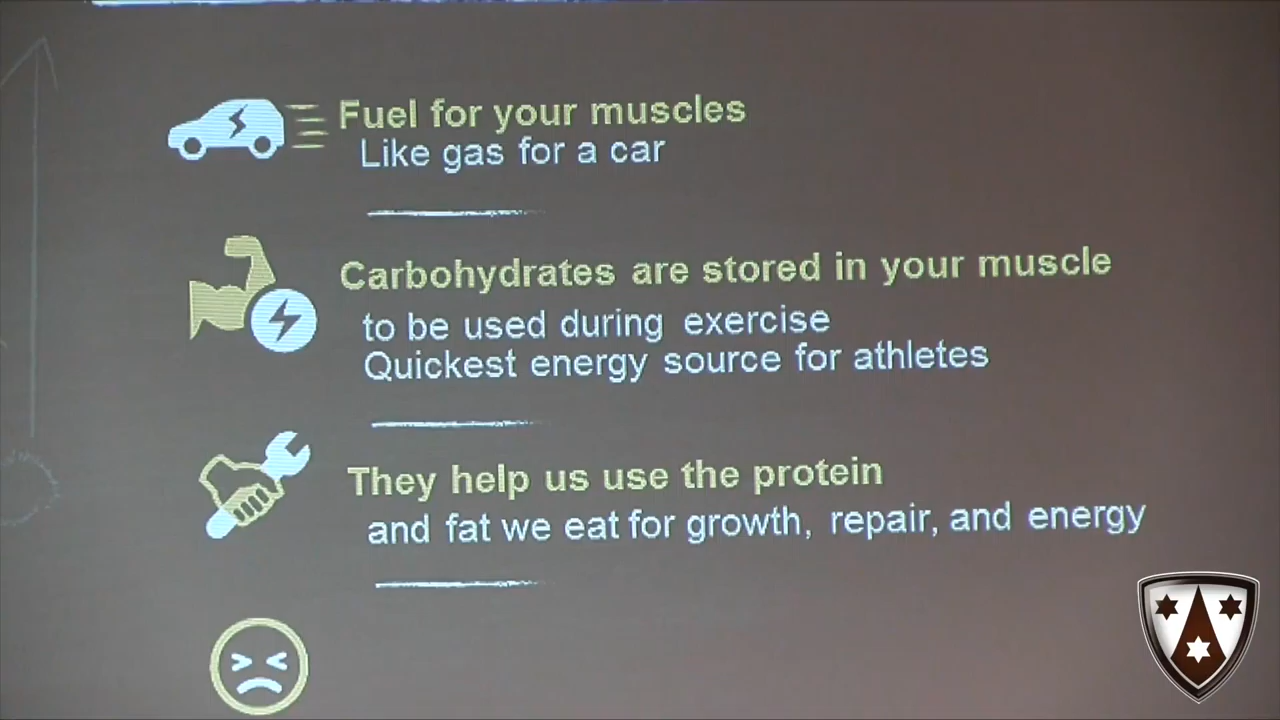 Fuel for your muscles
Like gas for a car
Carbohydrates are stored in your muscle
to be used during exercise
Quickest energy source for athletes
They help us use the protein
and fat we eat for growth, repair, and energy